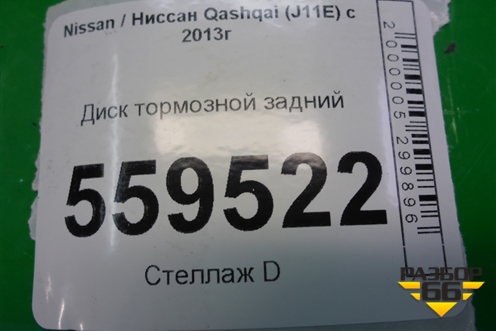 Nissan / Ниссан Qashqai (J11E) с
2013г
Диск тормозной задний
559522
Стеллаж D
2000005299896
РАЗБОР
66